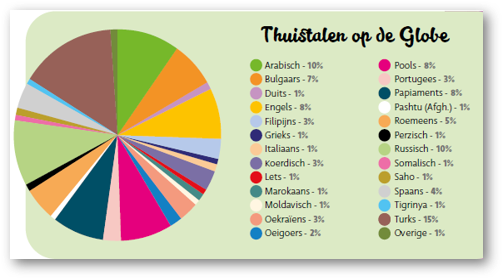 Thuistalen op de Globe
Arabisch - 10%
Bulgaars - 7%
Duits - 1%
Engels - 8%
Filipijns - 3%
Grieks - 1%
Italiaans - 1%
Koerdisch - 3%
Lets - 1%
Marokaans - 1%
Moldavisch - 1%
Oekraïens - 3%
Oeigoers - 2%
Pools - 8%
Portugees - 3%
Papiaments - 8%
Pashtu (Afgh.) - 1%
Roemeens - 5%
Perzisch - 1%
Russisch - 10%
Somalisch - 1%
Saho - 1%
Spaans - 4%
Tigrinya - 1%
Turks - 15%
Overige - 1%